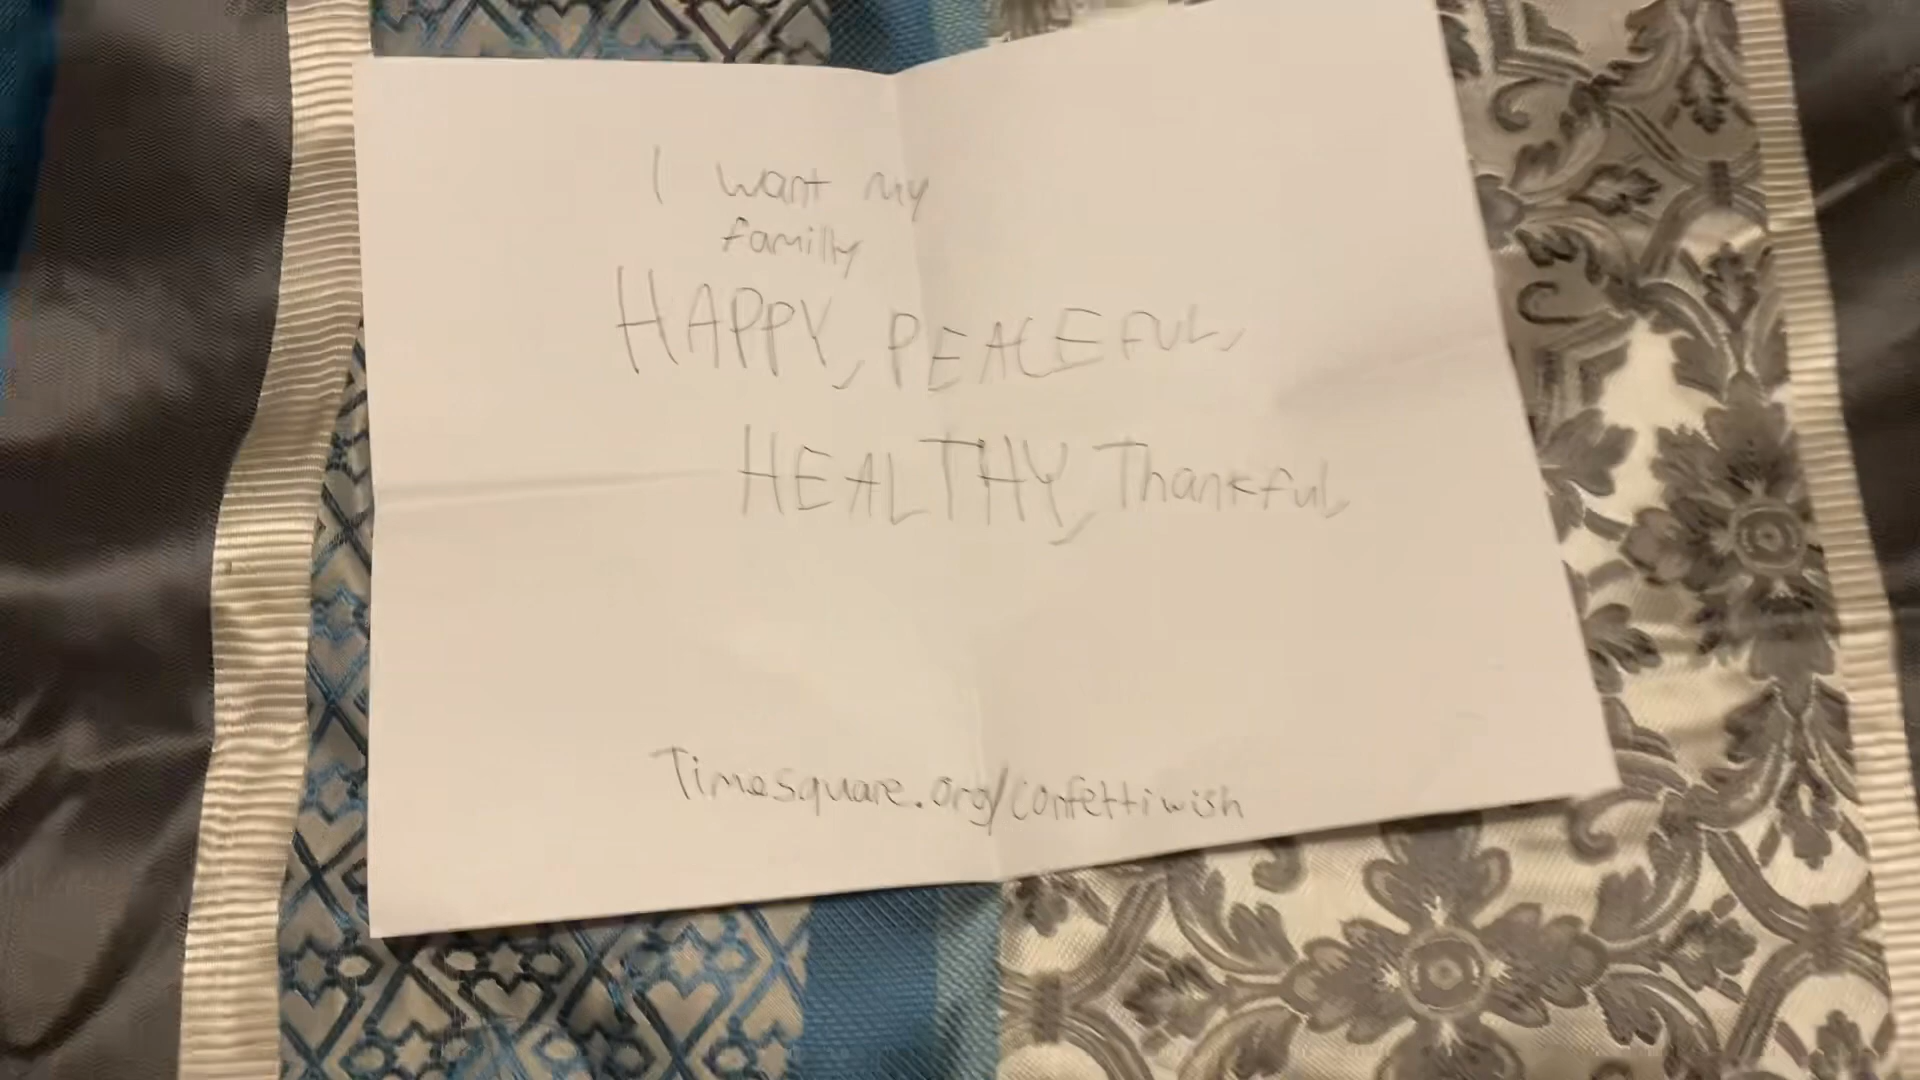 I want my
familly
HAPPY, PEACEFUL,
HEALTHY, Thankful,
Timesquare.org/confettiwish